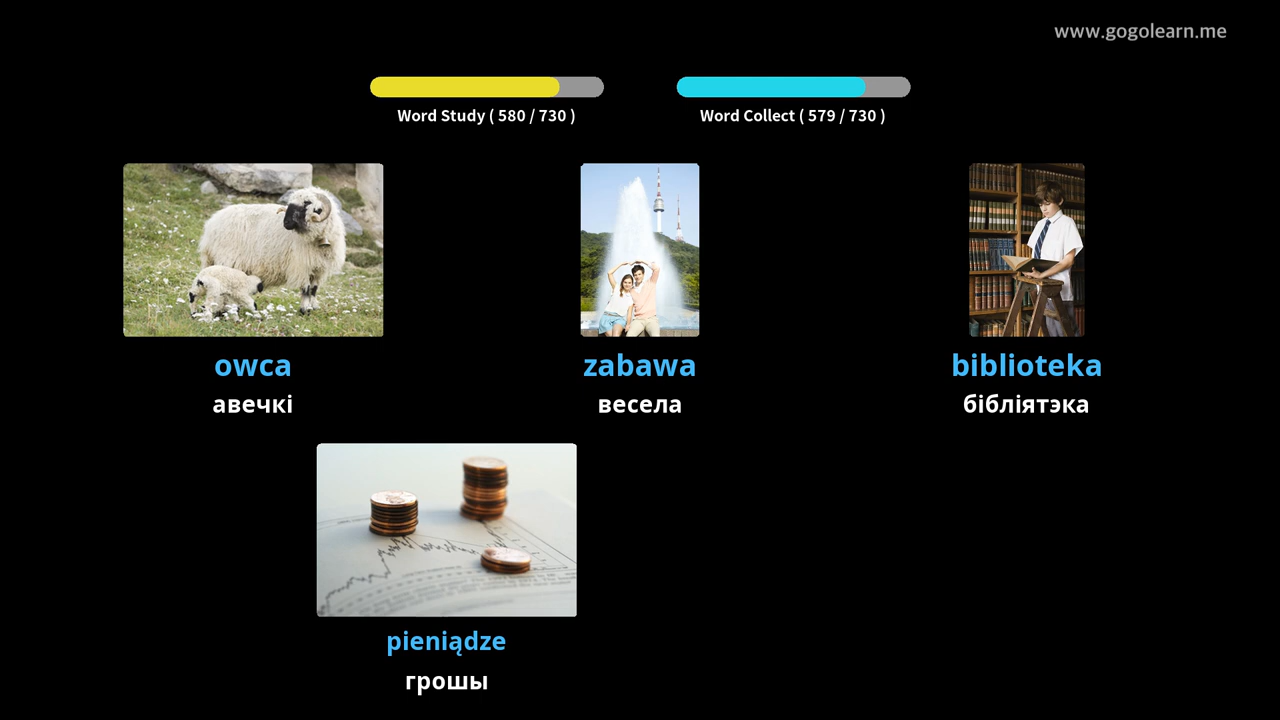 www.gogolearn.me
Word Study ( 580 / 730 )
Word Collect ( 579 / 730 )
owca
авечкі
zabawa
весела
biblioteka
бібліятэка
pieniądze
грошы